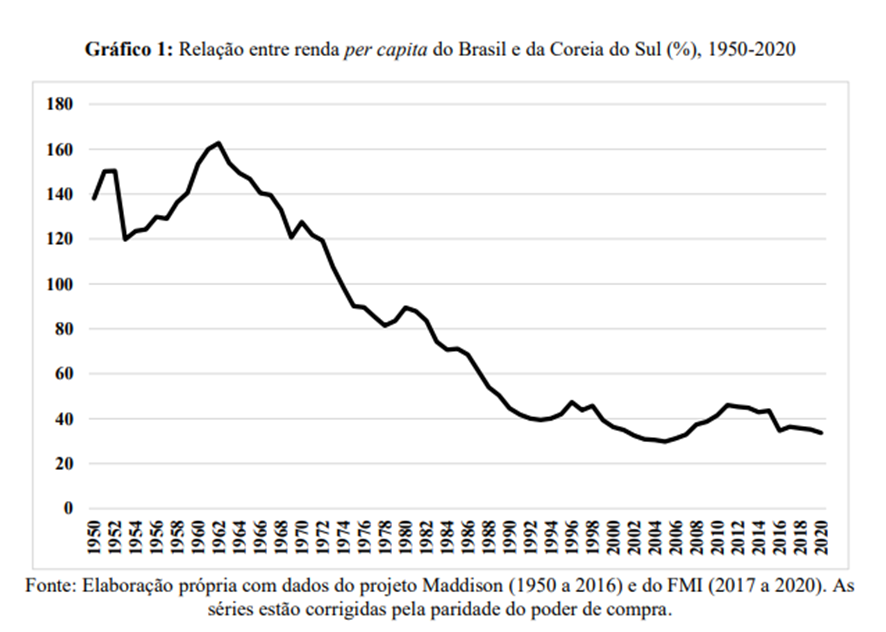 Gráfico 1: Relação entre renda per capita do Brasil e da Coreia do Sul (%), 1950-2020
180
160
140
120
100
80
60
40
20
0
1950 1952 1954 1956 1958 1960 1962 1964 1966 1968 1970 1972 1974 1976 1978 1980 1982 1984 1986 1988 1990 1992 1994 1996 1998 2000 2002 2004 2006 2008 2010 2012 2014 2016 2018 2020
Fonte: Elaboração própria com dados do projeto Maddison (1950 a 2016) e do FMI (2017 a 2020). As
séries estão corrigidas pela paridade do poder de compra.